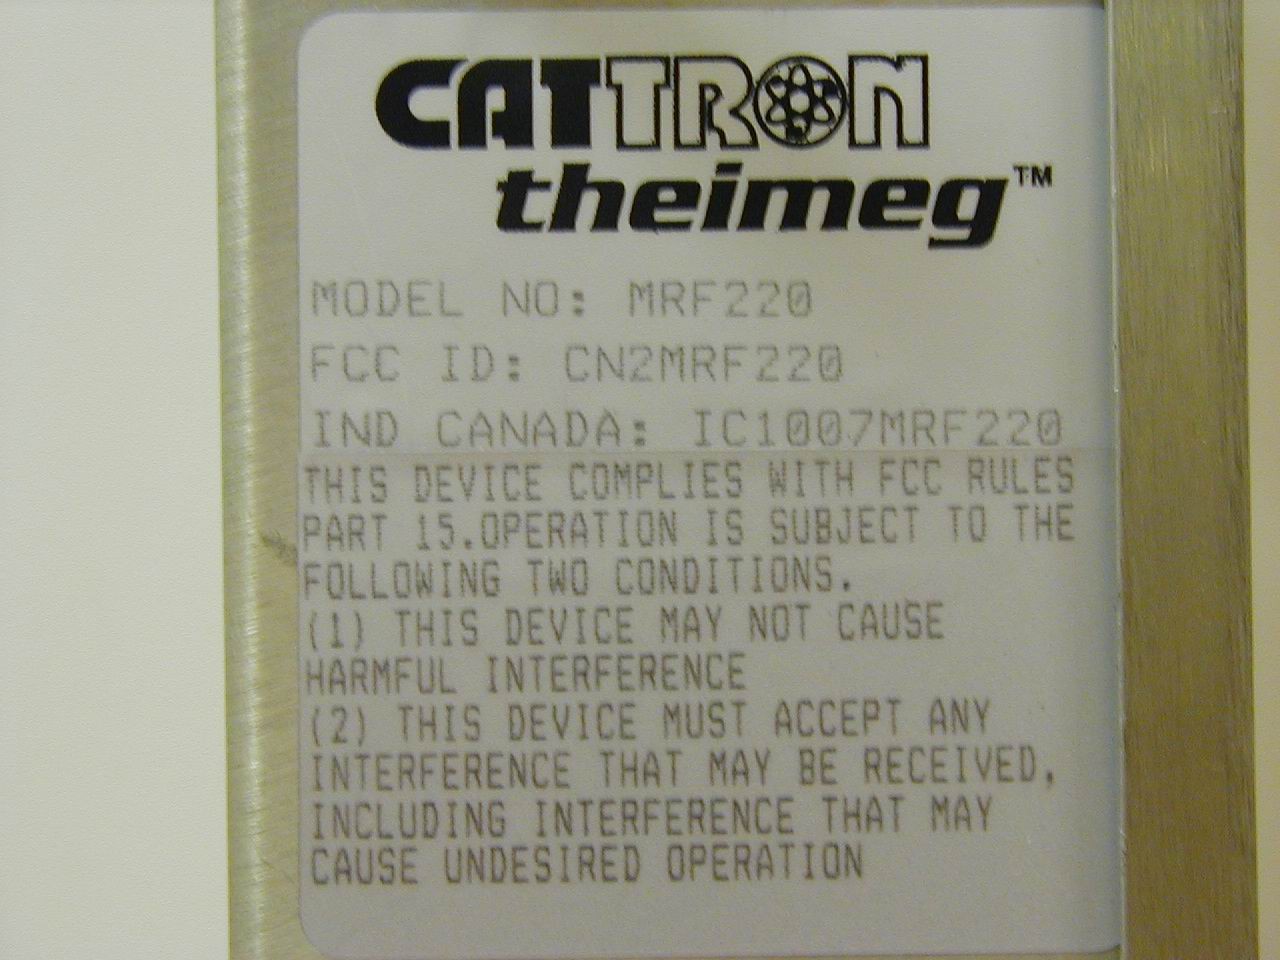 CATTRON
theimeg™
MODEL NO: MRF220
FCC ID: CN2MRF220
IND CANADA: IC1007MRF220
THIS DEVICE COMPLIES WITH FCC RULES
PART 15.OPERATION IS SUBJECT TO THE
FOLLOWING TWO CONDITIONS.
(1) THIS DEVICE MAY NOT CAUSE
HARMFUL INTERFERENCE
(2) THIS DEVICE MUST ACCEPT ANY
INTERFERENCE THAT MAY BE RECEIVED,
INCLUDING INTERFERENCE THAT MAY
CAUSE UNDESIRED OPERATION